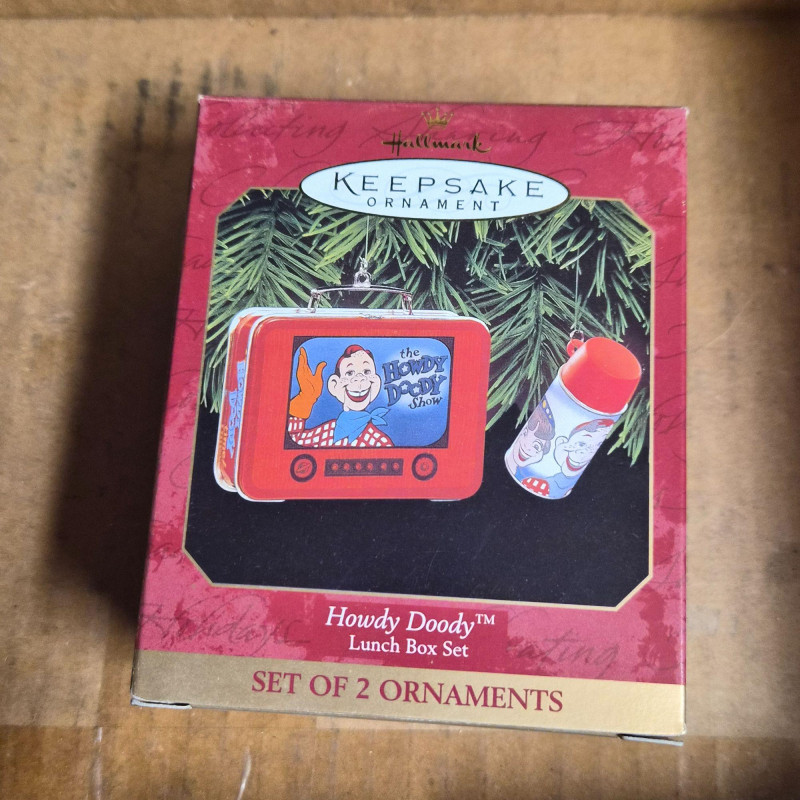 Hallmark
KEEPSAKE
ORNAMENT
the
HOWDY
DOODY
Show
Howdy Doody™
Lunch Box Set
SET OF 2 ORNAMENTS